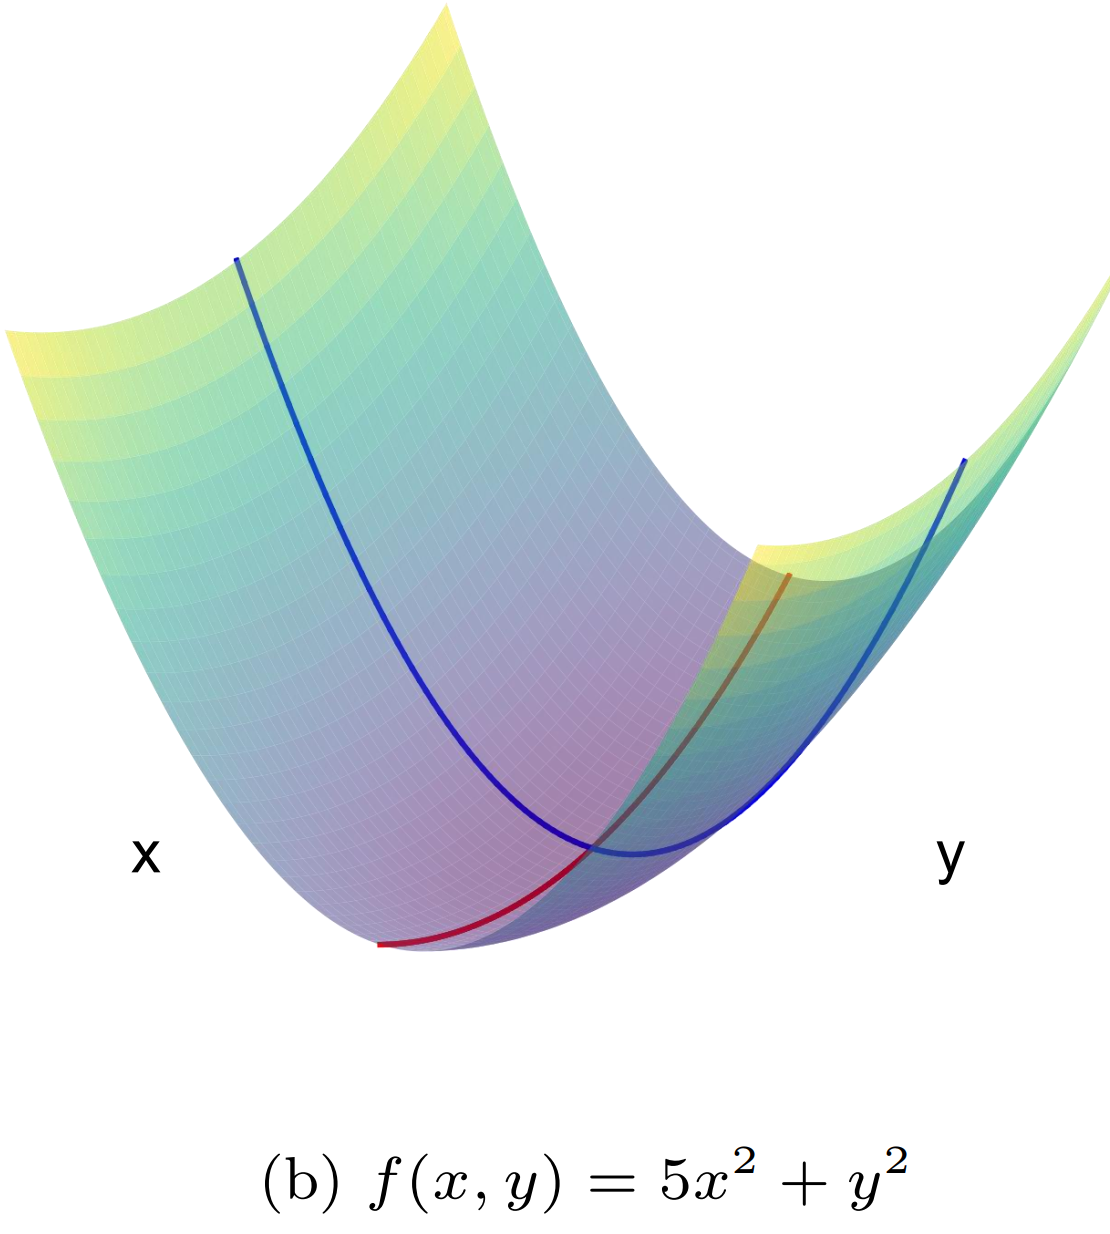 x
y
(b) f(x, y) = 5x² + y²